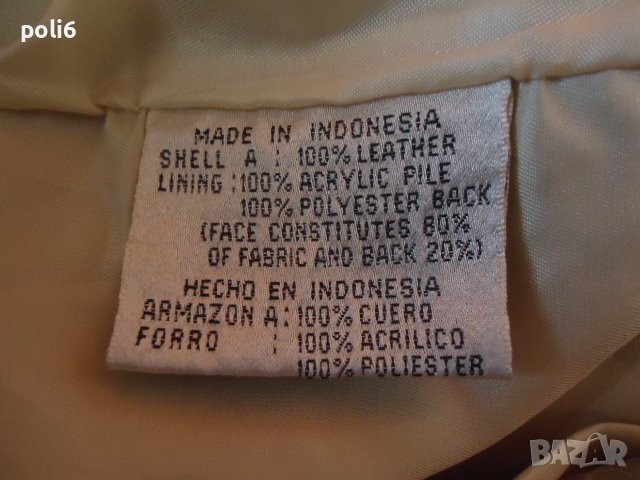 poli6
MADE IN INDONESIA
SHELL A : 100% LEATHER
LINING : 100% ACRYLIC PILE
100% POLYESTER BACK
(FACE CONSTITUTES 80%
OF FABRIC AND BACK 20%)
HECHO EN INDONESIA
ARMAZON A : 100% CUERO
FORRO : 100% ACRILICO
100% POLIESTER
BAZAR